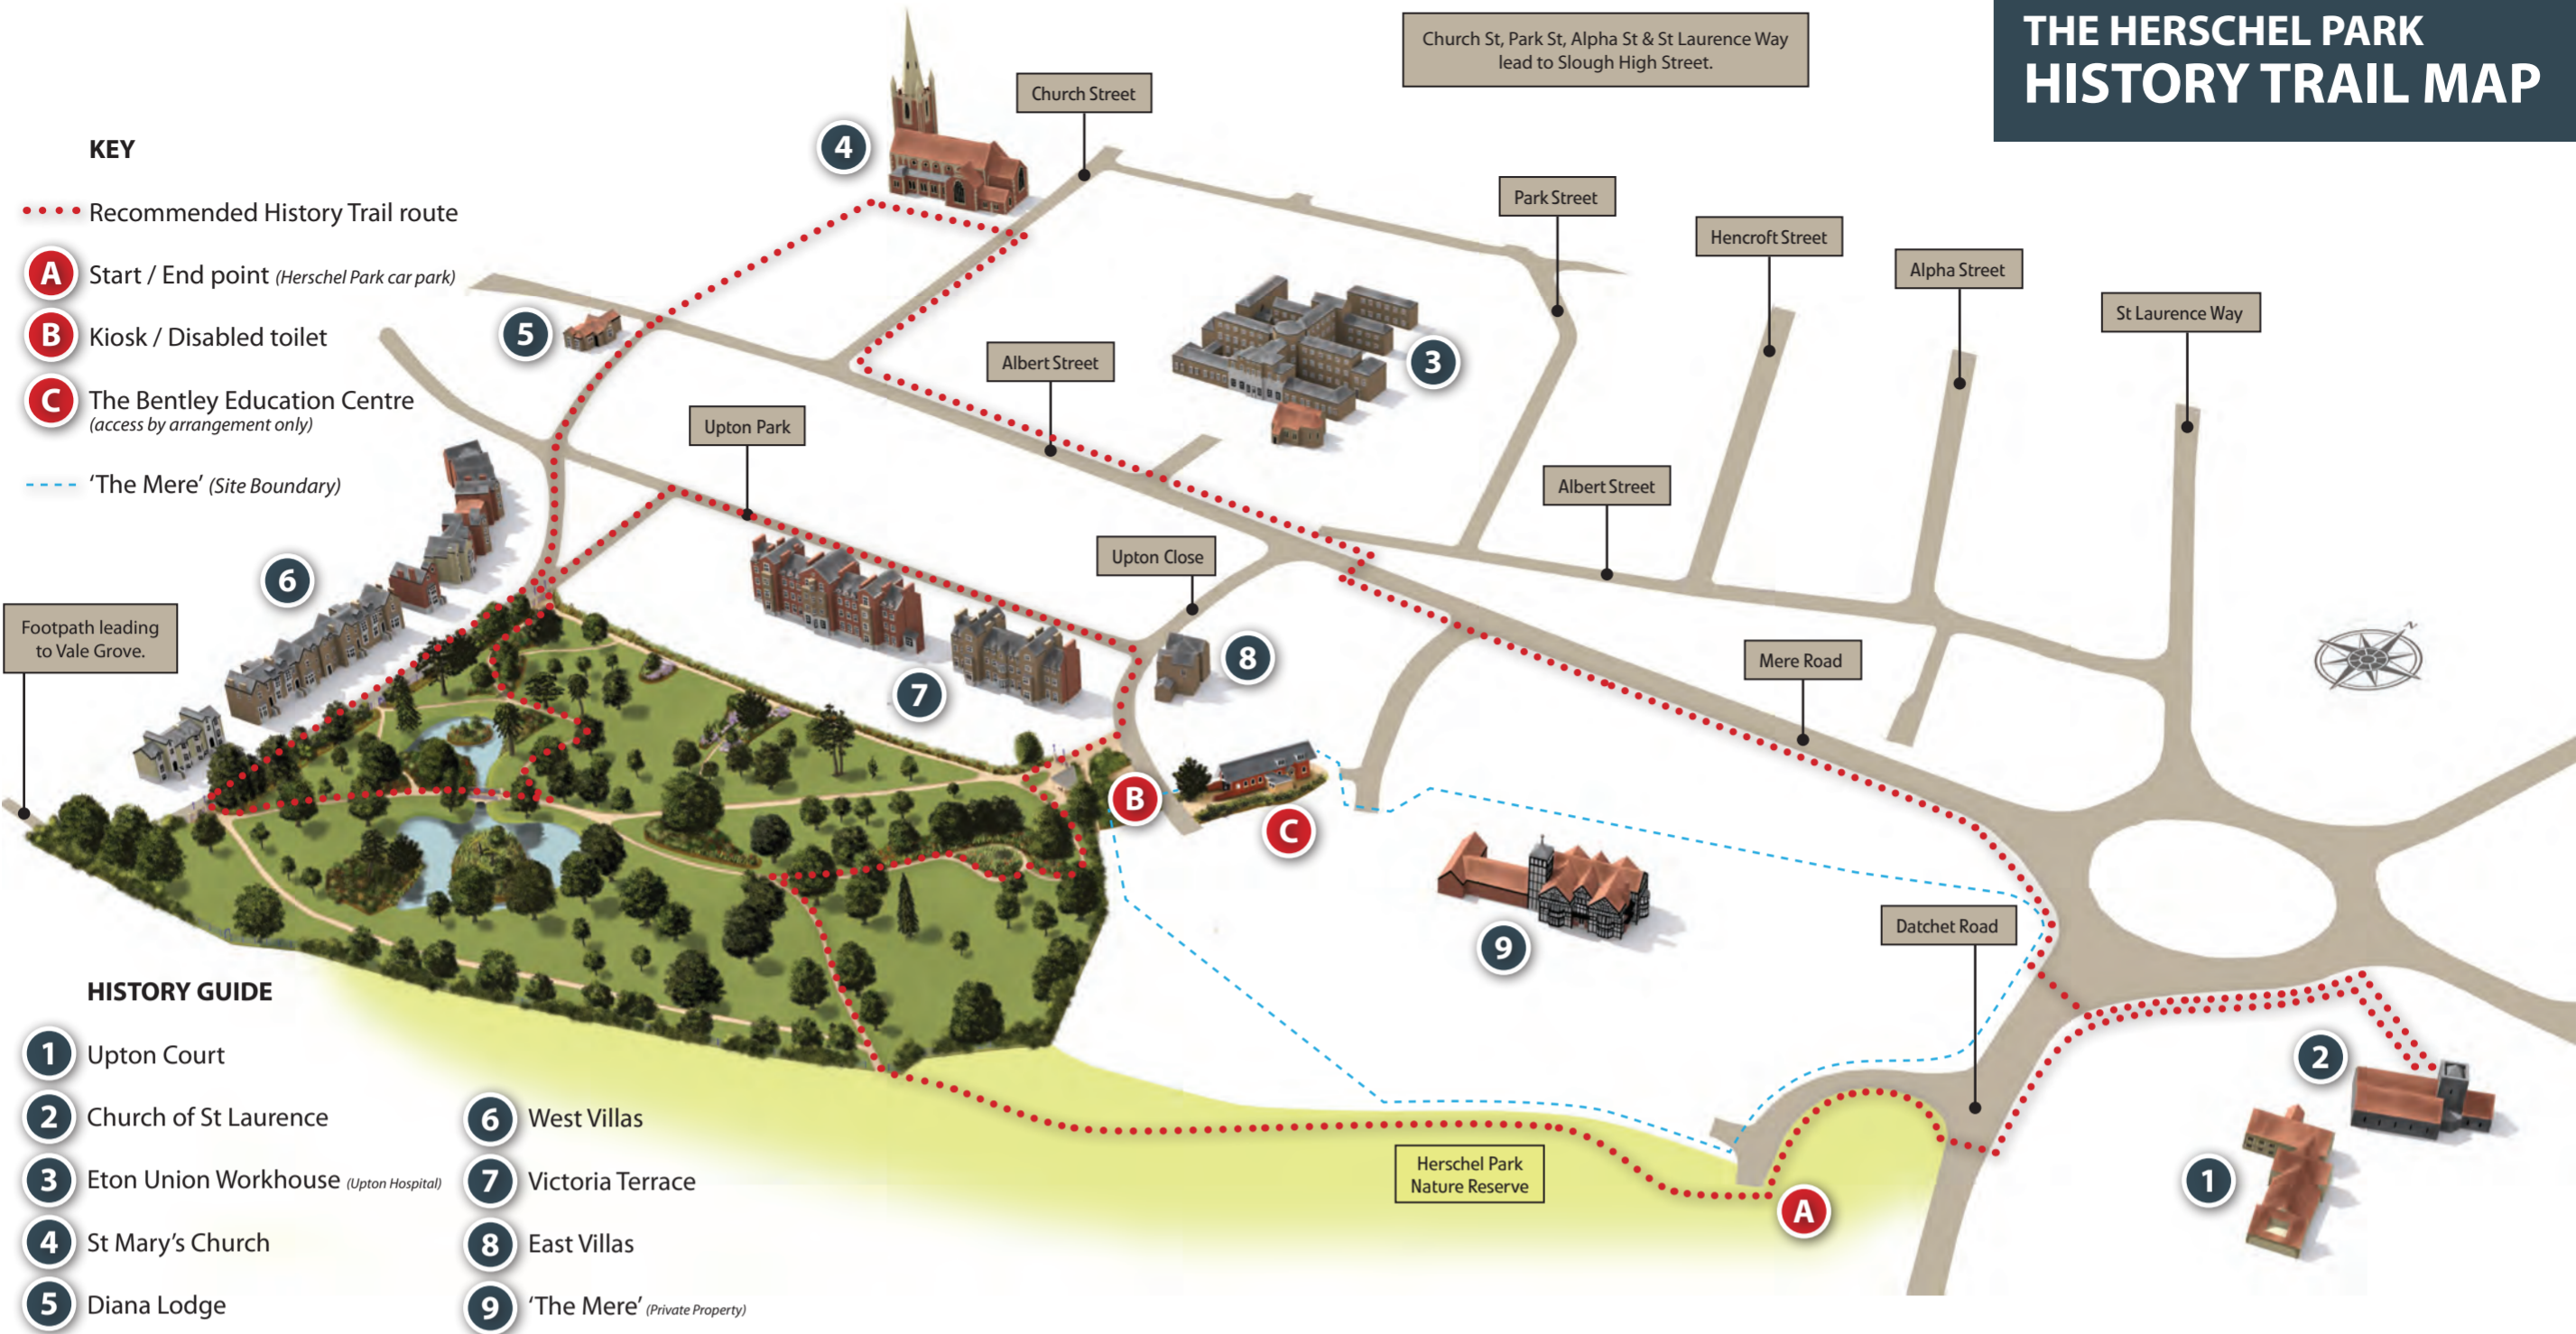 THE HERSCHEL PARK
HISTORY TRAIL MAP
Church St, Park St, Alpha St & St Laurence Way
lead to Slough High Street.
KEY
Recommended History Trail route
A Start / End point (Herschel Park car park)
B Kiosk / Disabled toilet
C The Bentley Education Centre
(access by arrangement only)
'The Mere' (Site Boundary)
4
Church Street
Park Street
Hencroft Street
Alpha Street
St Laurence Way
5
Albert Street
3
Upton Park
Albert Street
Upton Close
6
Footpath leading
to Vale Grove.
7
8
Mere Road
N
B
C
9
Datchet Road
2
1
Herschel Park
Nature Reserve
A
HISTORY GUIDE
1 Upton Court
2 Church of St Laurence
3 Eton Union Workhouse (Upton Hospital)
4 St Mary's Church
5 Diana Lodge
6 West Villas
7 Victoria Terrace
8 East Villas
9 'The Mere' (Private Property)